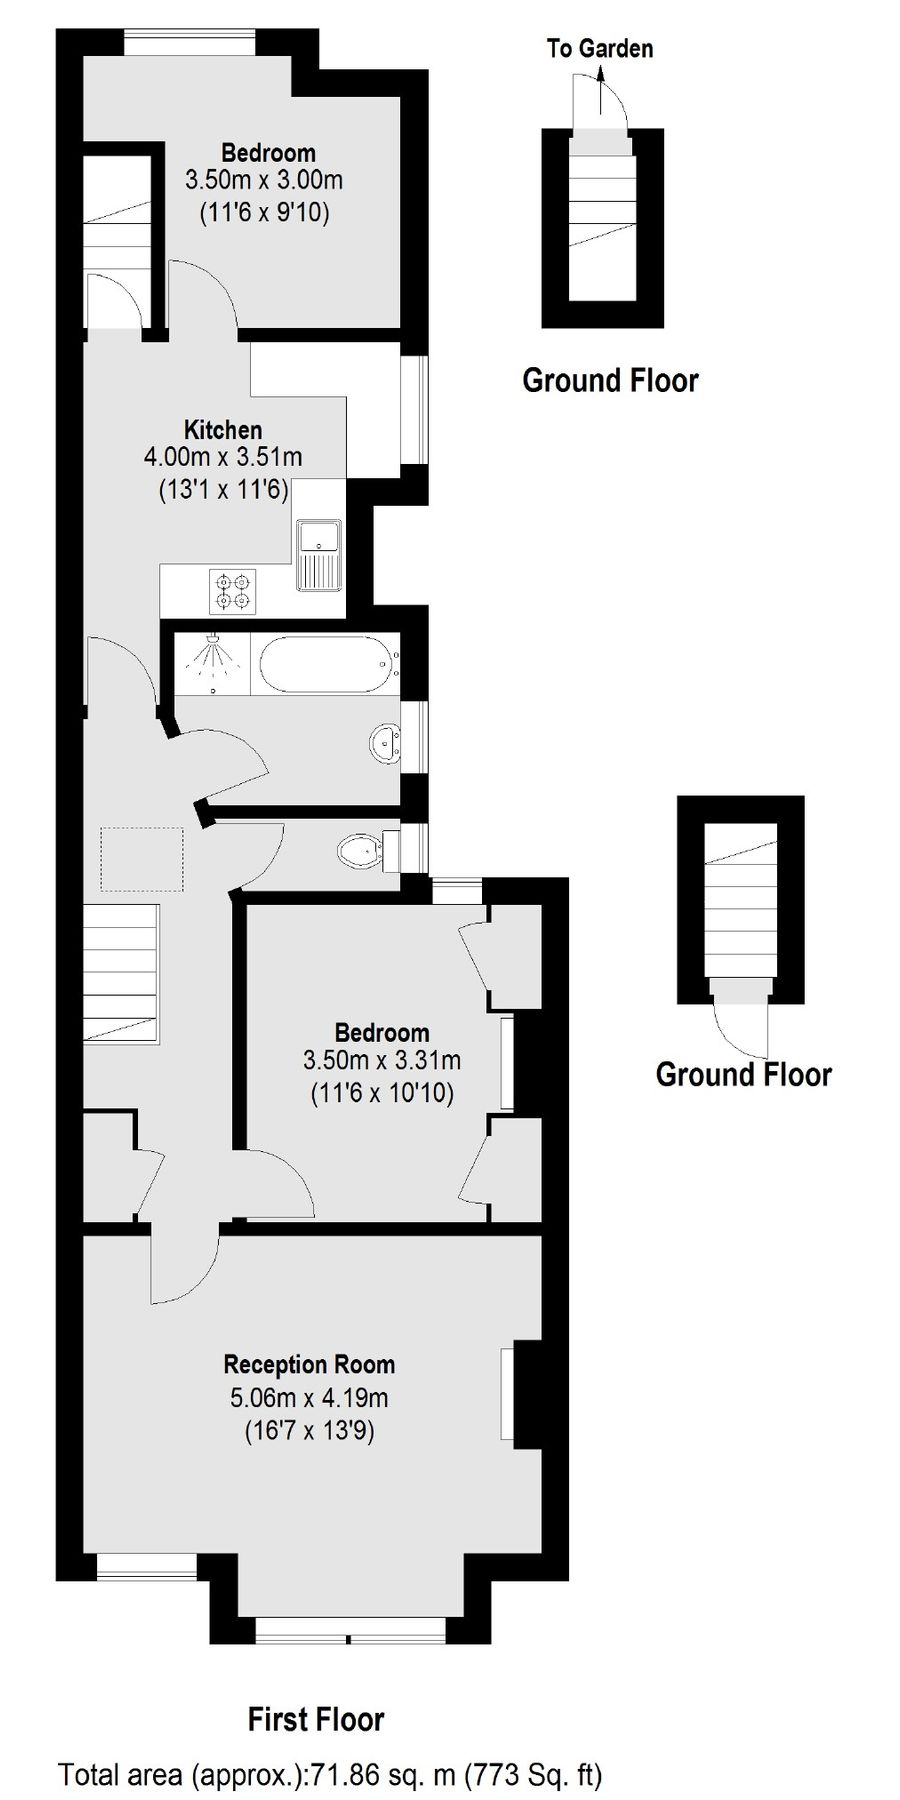 To Garden
Bedroom
3.50m x 3.00m
(11'6 x 9'10)
Ground Floor
Kitchen
4.00m x 3.51m
(13'1 x 11'6)
Bedroom
3.50m x 3.31m
(11'6 x 10'10)
Ground Floor
Reception Room
5.06m x 4.19m
(16'7 x 13'9)
First Floor
Total area (approx.):71.86 sq. m (773 Sq. ft)